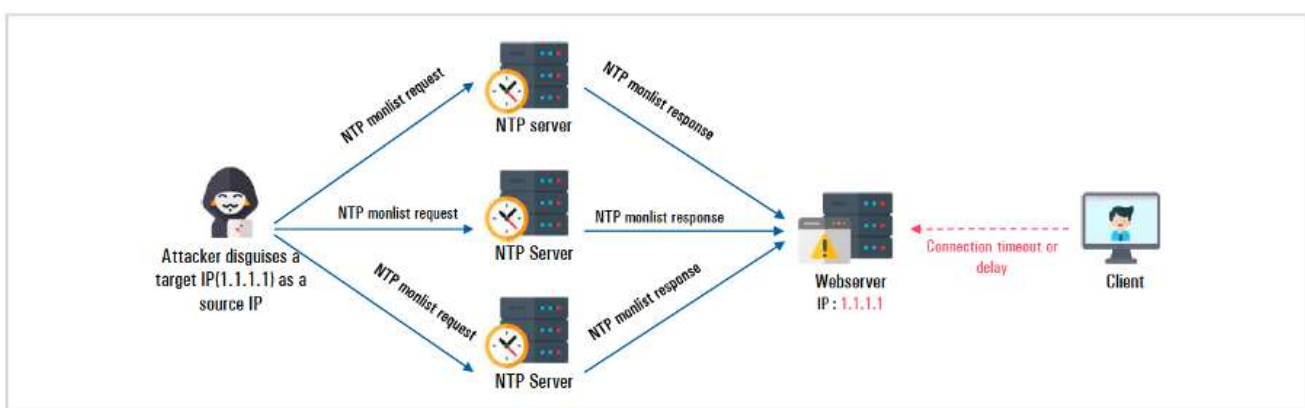 NTP monlist request
NTP monlist response
NTP server
NTP monlist request
NTP monlist response
NTP Server
Attacker disguises a
target IP(1.1.1.1) as a
source IP
Connection timeout or
delay
Webserver
IP : 1.1.1.1
Client
NTP monlist request
NTP monlist response
NTP Server